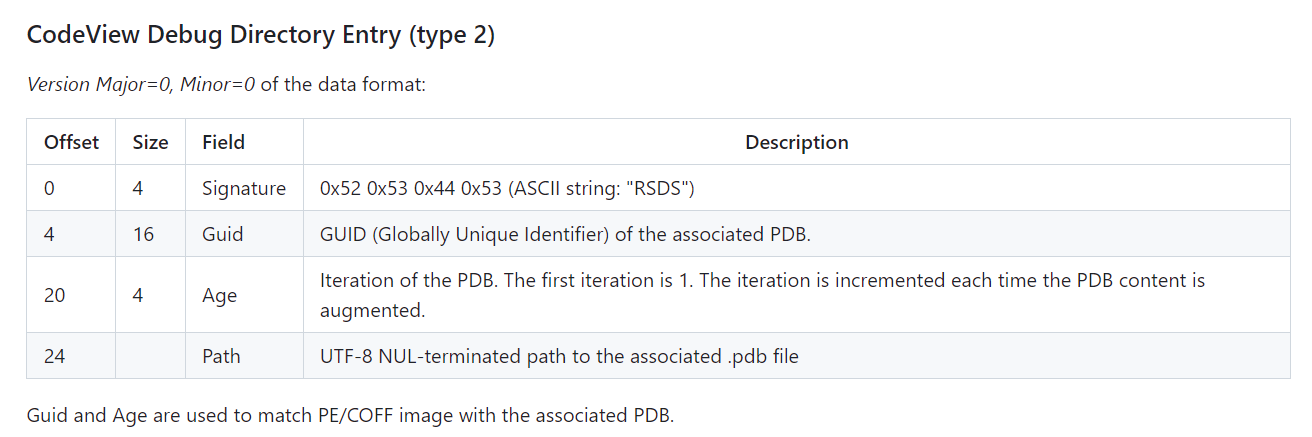 CodeView Debug Directory Entry (type 2)
Version Major=0, Minor=0 of the data format:
Offset Size Field Description
0 4 Signature 0x52 0x53 0x44 0x53 (ASCII string: "RSDS")
4 16 Guid GUID (Globally Unique Identifier) of the associated PDB.
20 4 Age Iteration of the PDB. The first iteration is 1. The iteration is incremented each time the PDB content is
augmented.
24 Path UTF-8 NUL-terminated path to the associated .pdb file
Guid and Age are used to match PE/COFF image with the associated PDB.